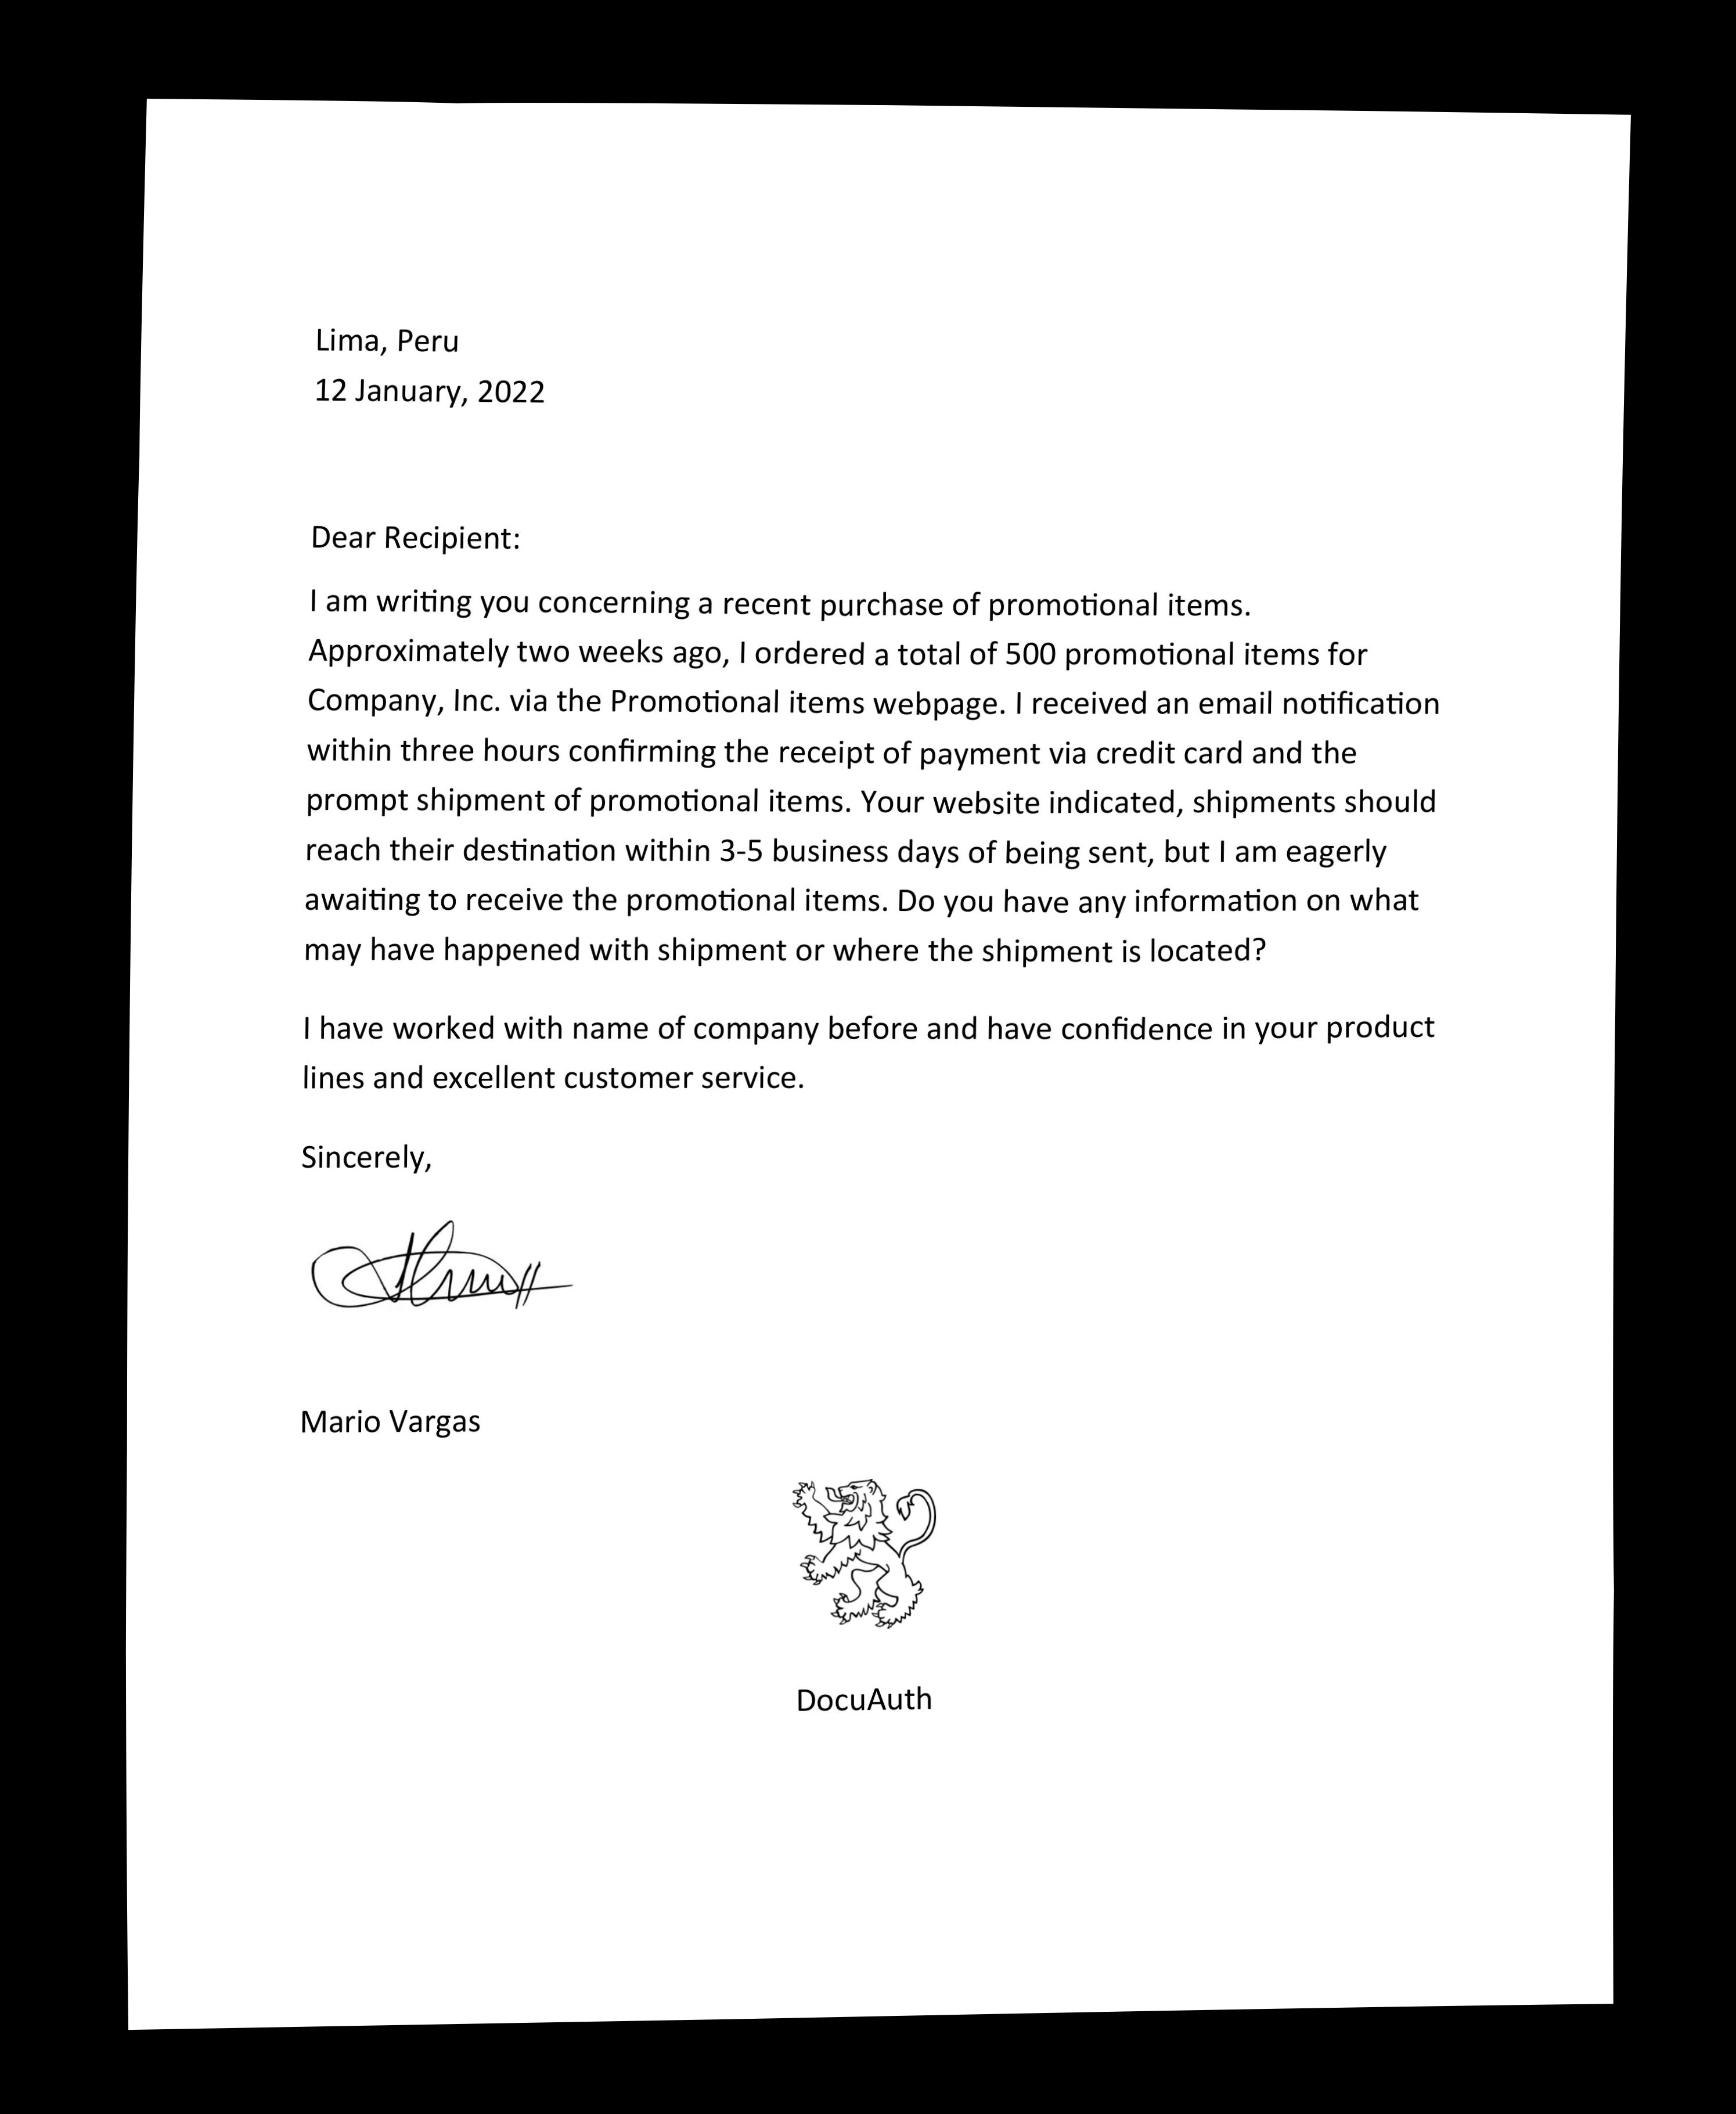 Lima, Peru
12 January, 2022
Dear Recipient:
I am writing you concerning a recent purchase of promotional items.
Approximately two weeks ago, I ordered a total of 500 promotional items for
Company, Inc. via the Promotional items webpage. I received an email notification
within three hours confirming the receipt of payment via credit card and the
prompt shipment of promotional items. Your website indicated, shipments should
reach their destination within 3-5 business days of being sent, but I am eagerly
awaiting to receive the promotional items. Do you have any information on what
may have happened with shipment or where the shipment is located?
I have worked with name of company before and have confidence in your product
lines and excellent customer service.
Sincerely,
Mario Vargas
DocuAuth